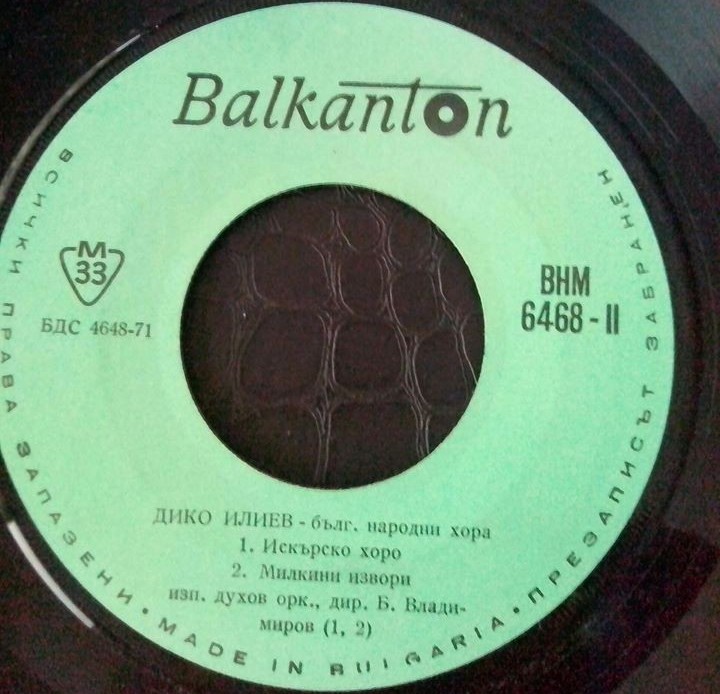 Balkanton
M
33
БДС 4648-71
ВНМ
6468-II
ДИКО ИЛИЕВ - бълг. народни хора
1. Искърско хоро
2. Милкини извори
изп. духов орк., дир. Б. Влади-
миров (1, 2)
ВСИЧКИ ПРАВА ЗАПАЗЕНИ • MADE IN BULGARIA • ПРЕЗАПИСЪТ ЗАБРАНЕН